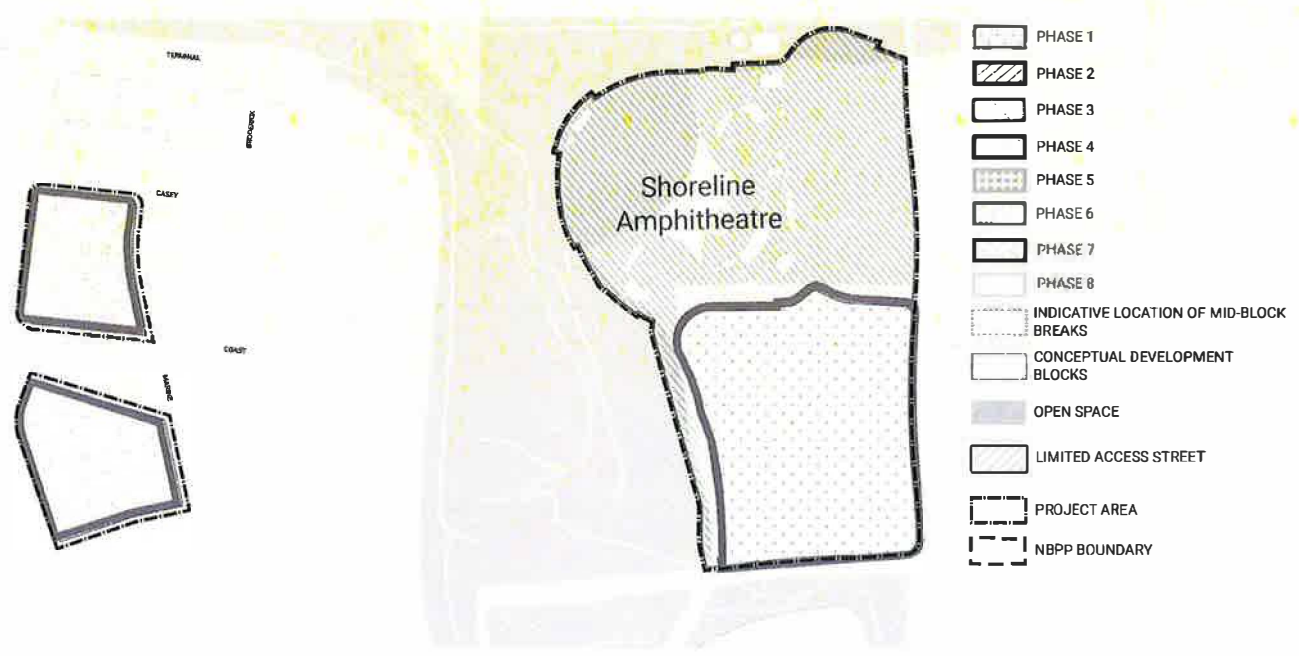 TERMINAL
BRODERICK
CASEY
COAST
MARINE
Shoreline
Amphitheatre
PHASE 1
PHASE 2
PHASE 3
PHASE 4
PHASE 5
PHASE 6
PHASE 7
PHASE 8
INDICATIVE LOCATION OF MID-BLOCK
BREAKS
CONCEPTUAL DEVELOPMENT
BLOCKS
OPEN SPACE
LIMITED ACCESS STREET
PROJECT AREA
NBPP BOUNDARY